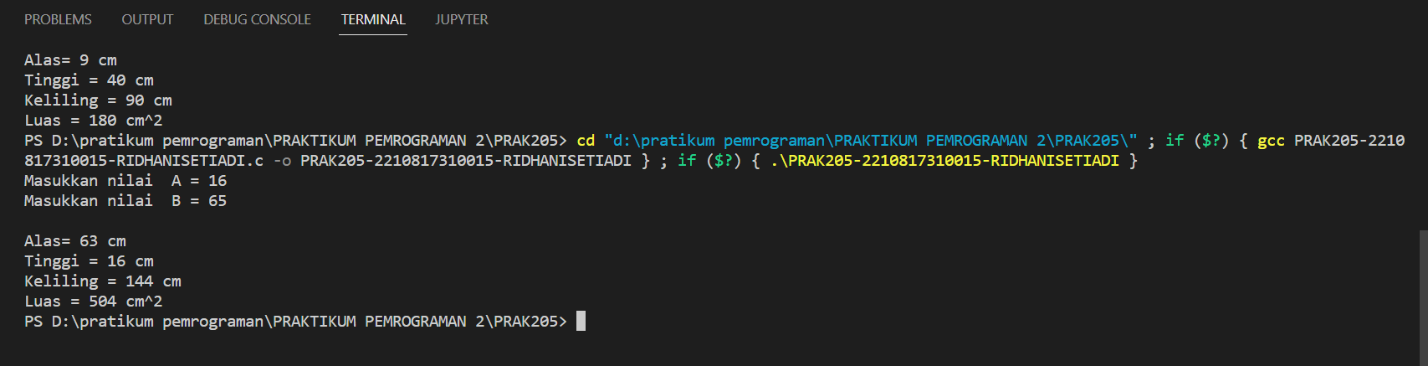 PROBLEMS OUTPUT DEBUG CONSOLE TERMINAL JUPYTER
Alas= 9 cm
Tinggi = 40 cm
Keliling = 90 cm
Luas = 180 cm^2
PS D:\pratikum pemrograman\PRAKTIKUM PEMROGRAMAN 2\PRAK205> cd "d:\pratikum pemrograman\PRAKTIKUM PEMROGRAMAN 2\PRAK205\" ; if ($?) { gcc PRAK205-2210
817310015-RIDHANISETIADI.c -o PRAK205-2210817310015-RIDHANISETIADI } ; if ($?) { .\PRAK205-2210817310015-RIDHANISETIADI }
Masukkan nilai  A = 16
Masukkan nilai  B = 65
Alas= 63 cm
Tinggi = 16 cm
Keliling = 144 cm
Luas = 504 cm^2
PS D:\pratikum pemrograman\PRAKTIKUM PEMROGRAMAN 2\PRAK205>